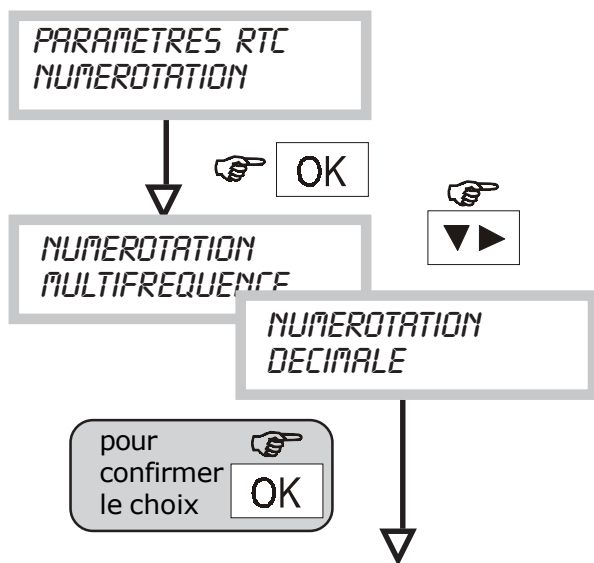 PARAMETRES RTC
NUMEROTATION
OK
NUMEROTATION
MULTIFREQUENCE
NUMEROTATION
DECIMALE
pour
confirmer
le choix
OK